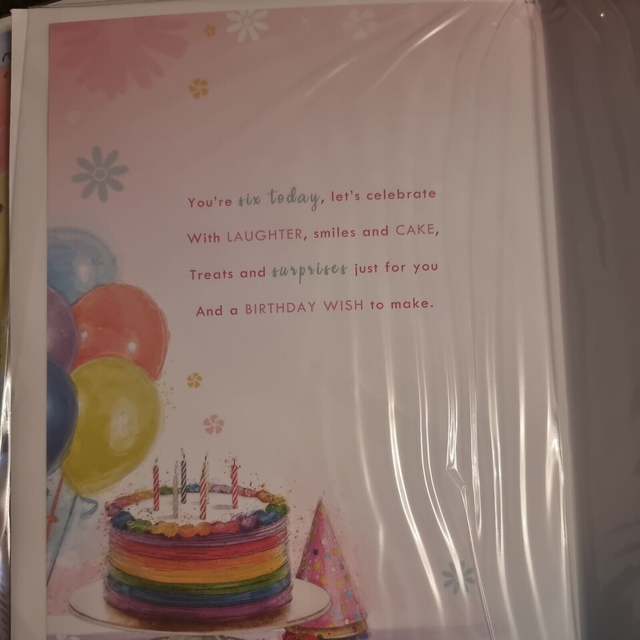 You're six today, let's celebrate
With LAUGHTER, smiles and CAKE,
Treats and surprises just for you
And a BIRTHDAY WISH to make.